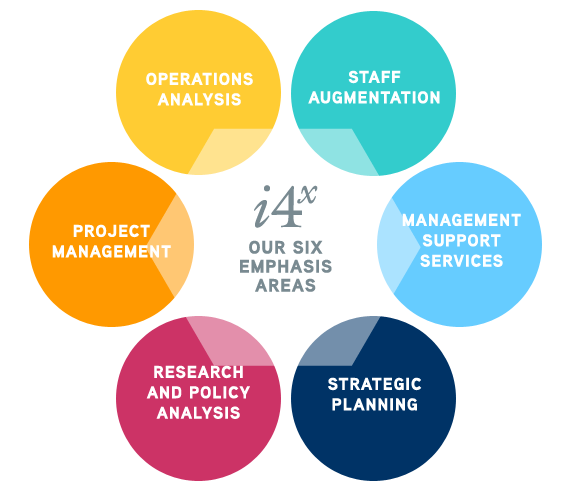 OPERATIONS
ANALYSIS
STAFF
AUGMENTATION
PROJECT
MANAGEMENT
i4x
OUR SIX
EMPHASIS
AREAS
MANAGEMENT
SUPPORT
SERVICES
RESEARCH
AND POLICY
ANALYSIS
STRATEGIC
PLANNING